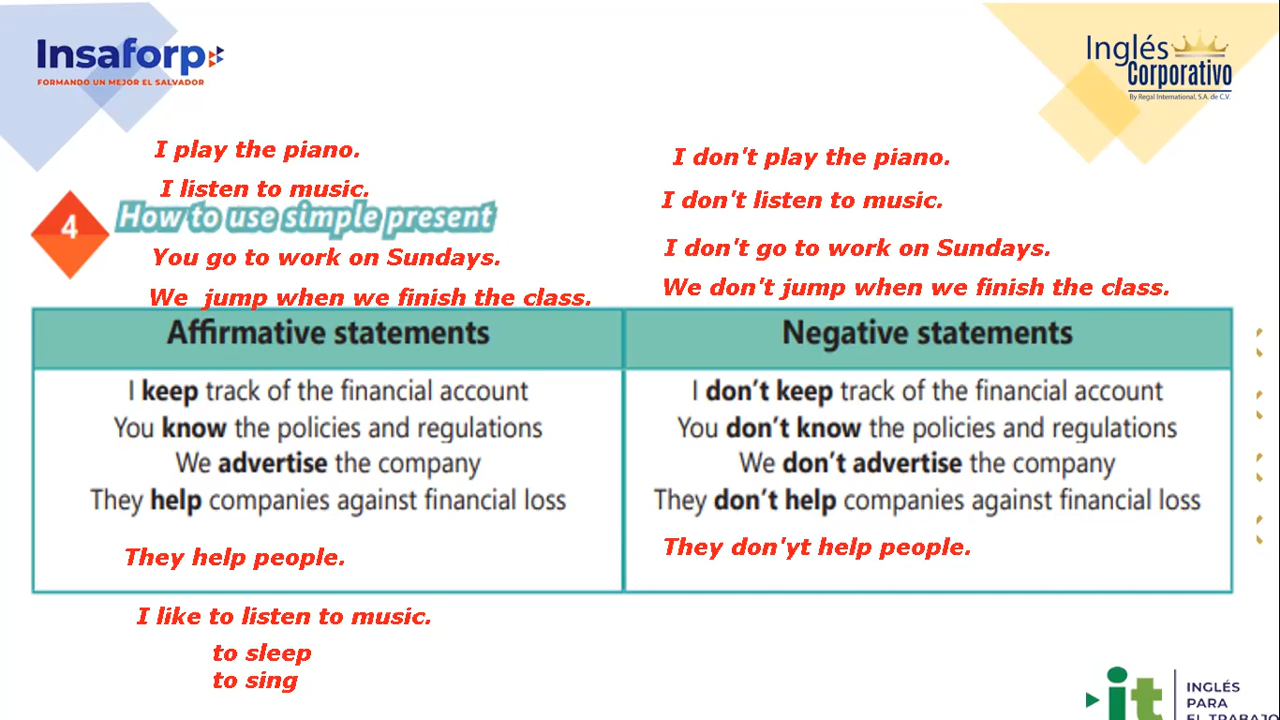 Insaforp
FORMANDO UN MEJOR EL SALVADOR
Inglés
Corporativo
By Regal International, S.A. de C.V.
I play the piano.
I don't play the piano.
I listen to music.
I don't listen to music.
4
How to use simple present
You go to work on Sundays.
I don't go to work on Sundays.
We jump when we finish the class.
We don't jump when we finish the class.
Affirmative statements
Negative statements
I keep track of the financial account
You know the policies and regulations
We advertise the company
They help companies against financial loss
I don't keep track of the financial account
You don't know the policies and regulations
We don't advertise the company
They don't help companies against financial loss
They help people.
They don'yt help people.
I like to listen to music.
to sleep
to sing
it
INGLÉS
PARA
EL TRABAJO